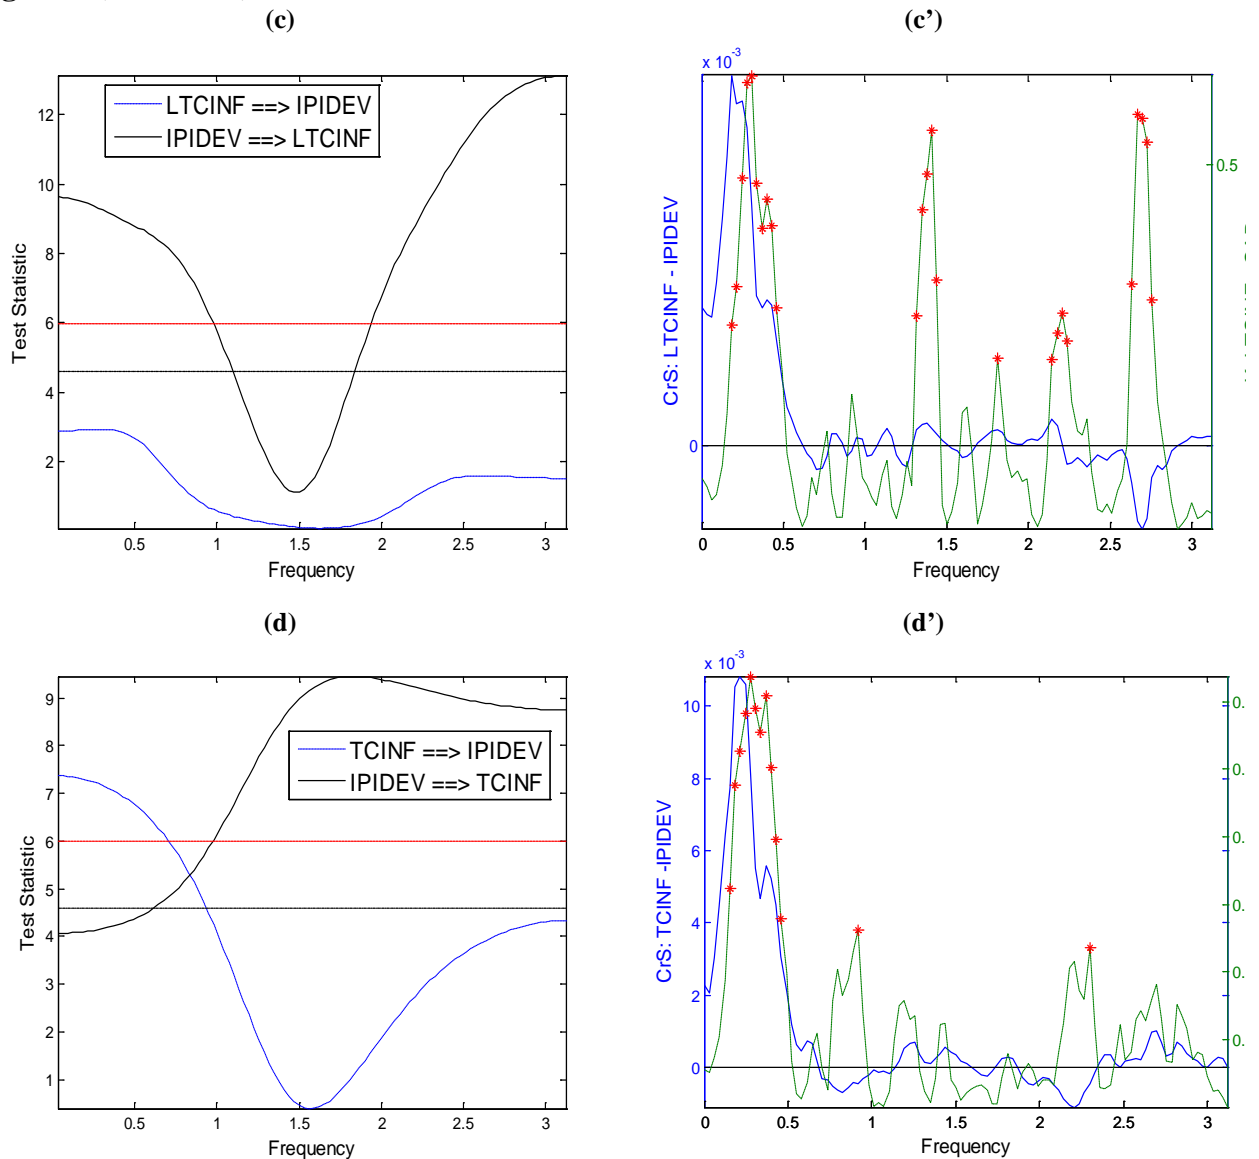 (c)
(c')
x 10^-3
LTCINF ==> IPIDEV
IPIDEV ==> LTCINF
12
10
8
6
4
2
Test Statistic
0.5 1 1.5 2 2.5 3
Frequency
CrS: LTCINF - IPIDEV
0
0.5
0 0.5 1 1.5 2 2.5 3
Frequency
(d)
(d')
x 10^-3
TCINF ==> IPIDEV
IPIDEV ==> TCINF
9
8
7
6
5
4
3
2
1
Test Statistic
0.5 1 1.5 2 2.5 3
Frequency
CrS: TCINF -IPIDEV
10
8
6
4
2
0
0 0.5 1 1.5 2 2.5 3
Frequency